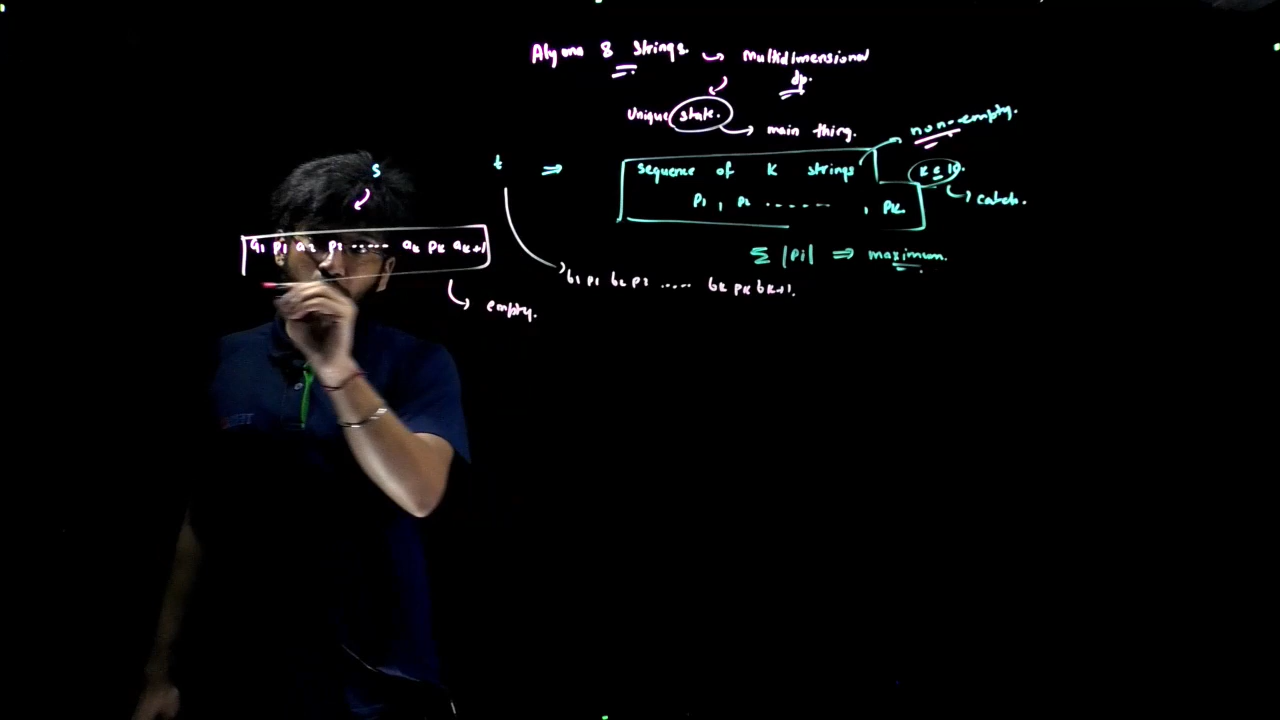 Alyona & Strings → multidimensional dp.
Unique state. → main thing.
non-empty.
s
t ⇒ sequence of K strings
K ≤ 10.
→ catch.
p1, p2 ......, pK.
Σ |pi| ⇒ maximum.
a1 p1 a2 p2 ..... ak pk ak+1
b1 p1 b2 p2 ..... bk pk bk+1.
→ empty.